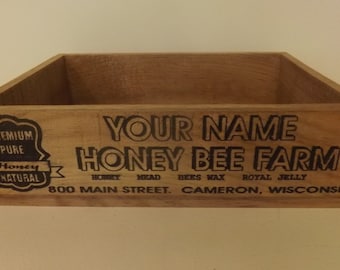 PREMIUM
PURE
Honey
NATURAL
YOUR NAME
HONEY BEE FARM
HONEY MEAD BEES WAX ROYAL JELLY
800 MAIN STREET. CAMERON, WISCONSIN